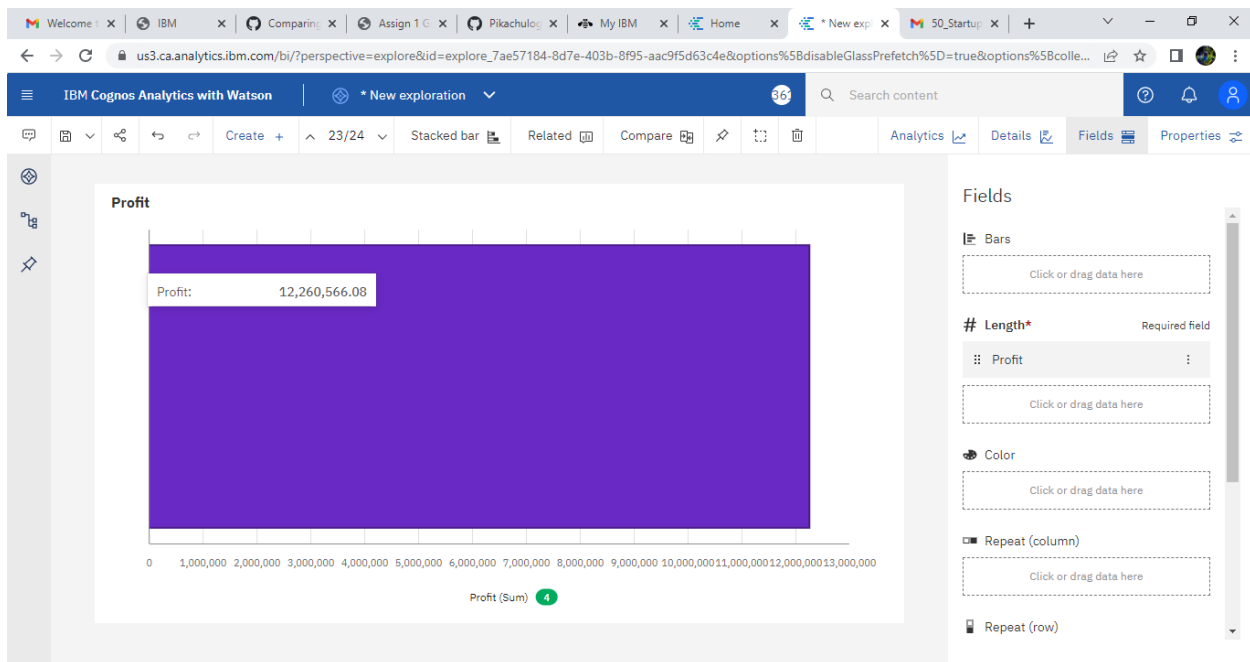 Welcome t
IBM
Comparing
Assign 1 G
Pikachulog
My IBM
Home
* New expl
50_Startup
us3.ca.analytics.ibm.com/bi/?perspective=explore&id=explore_7ae57184-8d7e-403b-8f95-aac9f5d63c4e&options%5BdisableGlassPrefetch%5D=true&options%5Bcolle...
IBM Cognos Analytics with Watson
* New exploration
361
Search content
Create +
23/24
Stacked bar
Related
Compare
Analytics
Details
Fields
Properties
Profit
Profit: 12,260,566.08
0 1,000,000 2,000,000 3,000,000 4,000,000 5,000,000 6,000,000 7,000,000 8,000,000 9,000,000 10,000,000 11,000,000 12,000,000 13,000,000
Profit (Sum) 4
Fields
Bars
Click or drag data here
# Length* Required field
Profit
Click or drag data here
Color
Click or drag data here
Repeat (column)
Click or drag data here
Repeat (row)